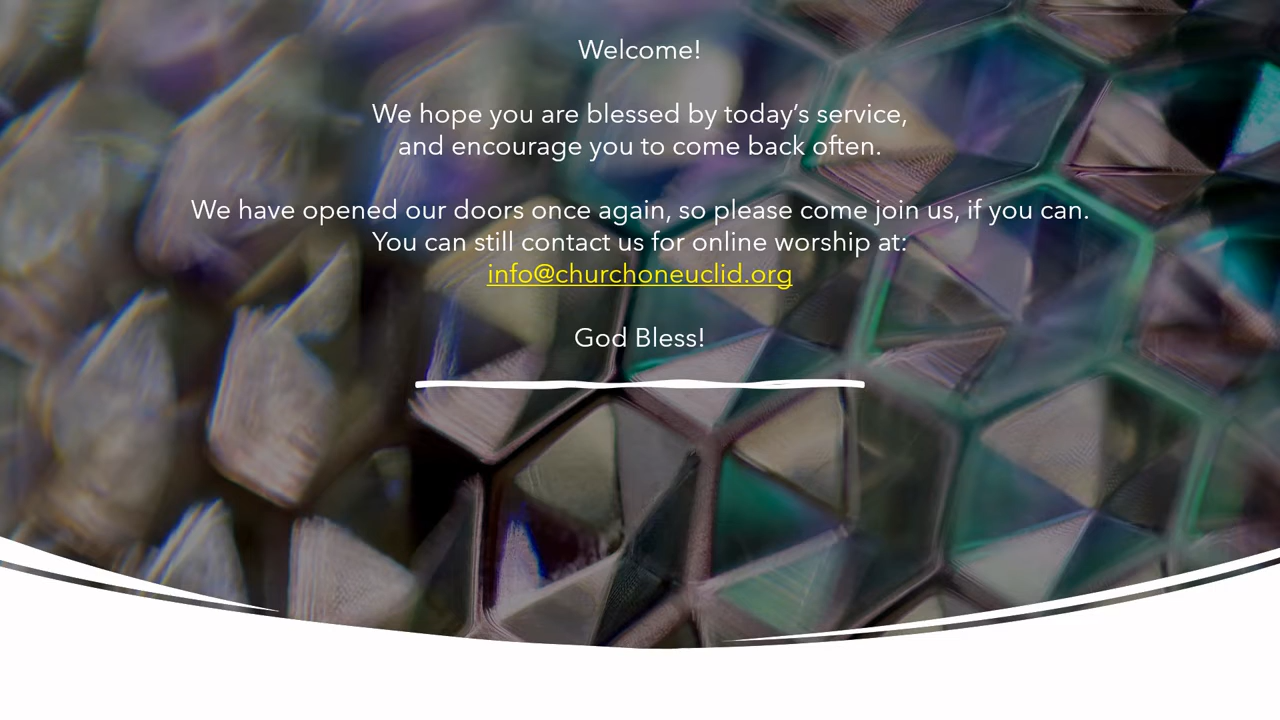 Welcome!
We hope you are blessed by today’s service,
and encourage you to come back often.
We have opened our doors once again, so please come join us, if you can.
You can still contact us for online worship at:
info@churchoneuclid.org
God Bless!